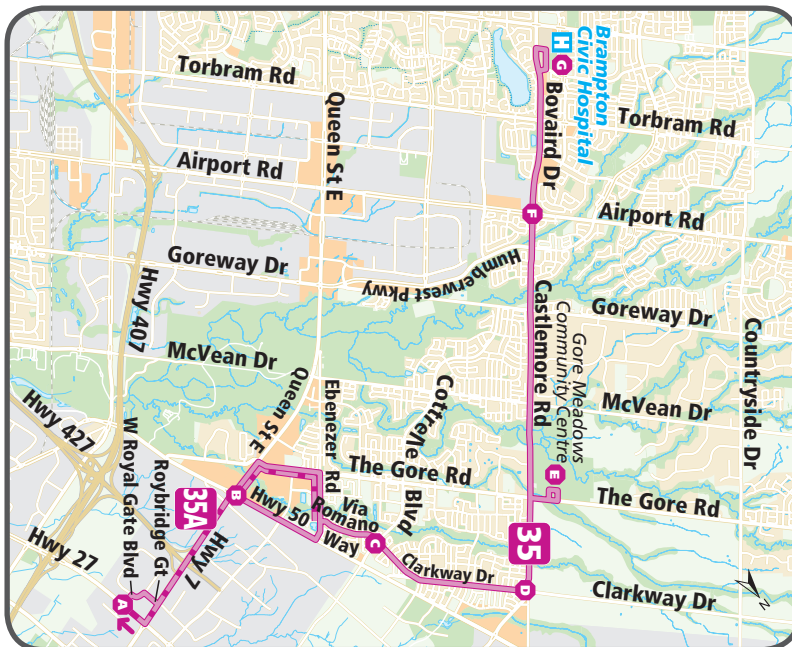 Brampton
Civic Hospital
H
G
Torbram Rd
Queen St E
Bovaird Dr
Torbram Rd
Airport Rd
F
Airport Rd
Goreway Dr
Humberwest Pkwy
Castlemore Rd
Goreway Dr
Countryside Dr
Hwy 407
McVean Dr
Gore Meadows
Community Centre
McVean Dr
Queen St E
Ebenezer Rd
Cottrelle Blvd
Hwy 427
W Royal Gate Blvd
Roybridge Gt
The Gore Rd
E
The Gore Rd
35A
B
Hwy 50
Via
Romano
Way
C
35
Hwy 27
Hwy 7
Clarkway Dr
D
Clarkway Dr
A
N